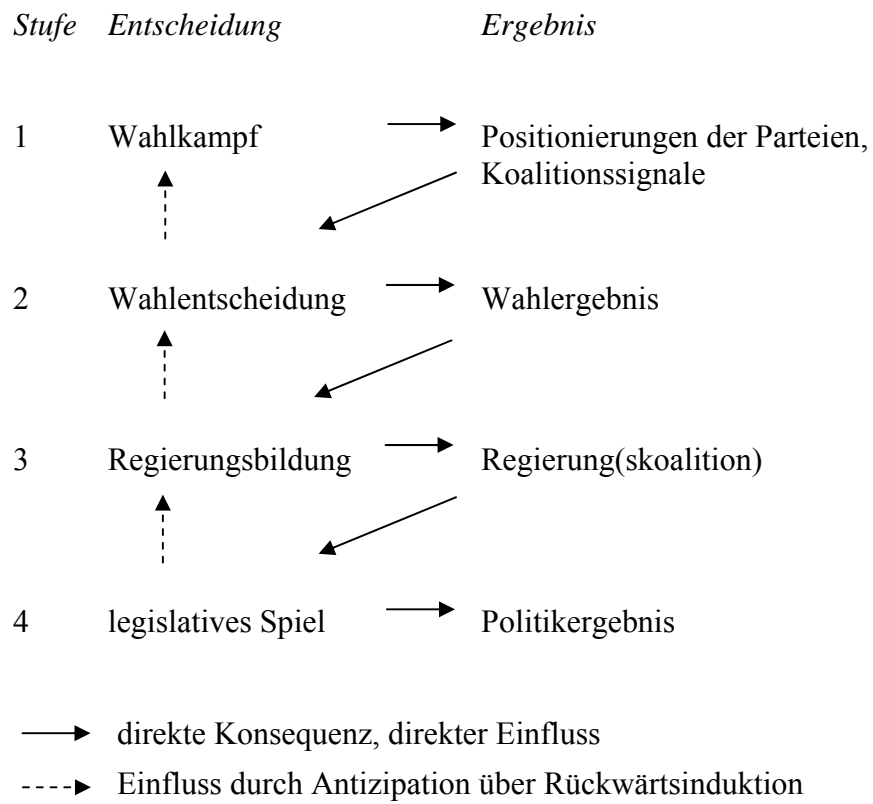 Stufe Entscheidung Ergebnis
1 Wahlkampf Positionierungen der Parteien,
Koalitionssignale
2 Wahlentscheidung Wahlergebnis
3 Regierungsbildung Regierung(skoalition)
4 legislatives Spiel Politikergebnis
direkte Konsequenz, direkter Einfluss
Einfluss durch Antizipation über Rückwärtsinduktion